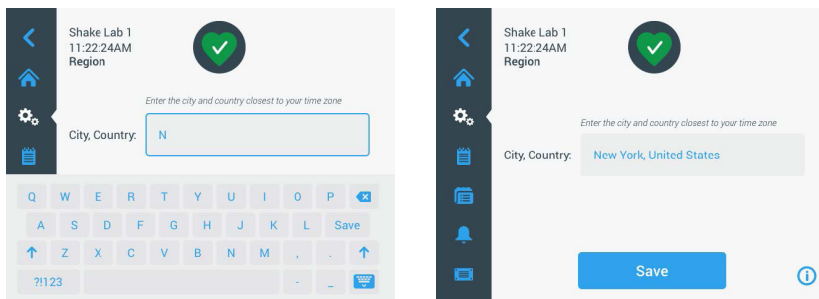 Shake Lab 1
11:22:24AM
Region
Enter the city and country closest to your time zone
City, Country: N
Q W E R T Y U I O P
A S D F G H J K L Save
Z X C V B N M , .
?!123 - _
Shake Lab 1
11:22:24AM
Region
Enter the city and country closest to your time zone
City, Country: New York, United States
Save